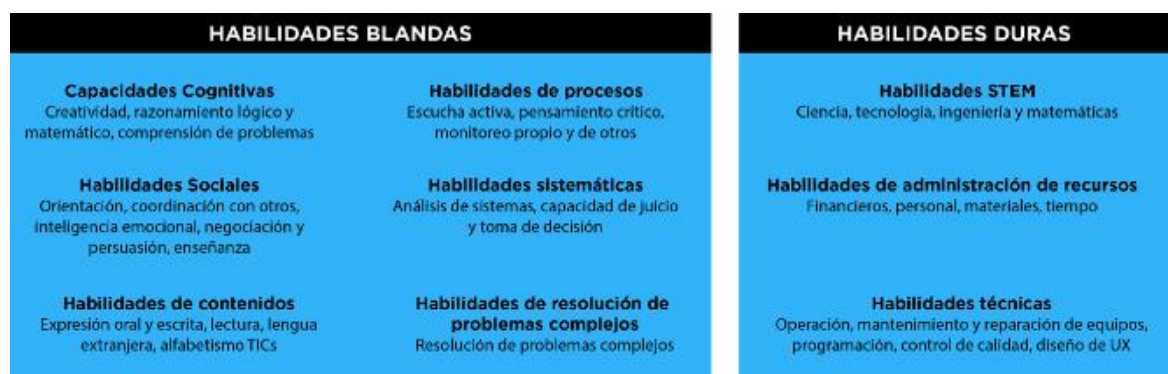 HABILIDADES BLANDAS
Capacidades Cognitivas
Creatividad, razonamiento lógico y
matemático, comprensión de problemas
Habilidades de procesos
Escucha activa, pensamiento crítico,
monitoreo propio y de otros
Habilidades Sociales
Orientación, coordinación con otros,
inteligencia emocional, negociación y
persuasión, enseñanza
Habilidades sistemáticas
Análisis de sistemas, capacidad de juicio
y toma de decisión
Habilidades de contenidos
Expresión oral y escrita, lectura, lengua
extranjera, alfabetismo TICs
Habilidades de resolución de
problemas complejos
Resolución de problemas complejos
HABILIDADES DURAS
Habilidades STEM
Ciencia, tecnología, ingeniería y matemáticas
Habilidades de administración de recursos
Financieros, personal, materiales, tiempo
Habilidades técnicas
Operación, mantenimiento y reparación de equipos,
programación, control de calidad, diseño de UX